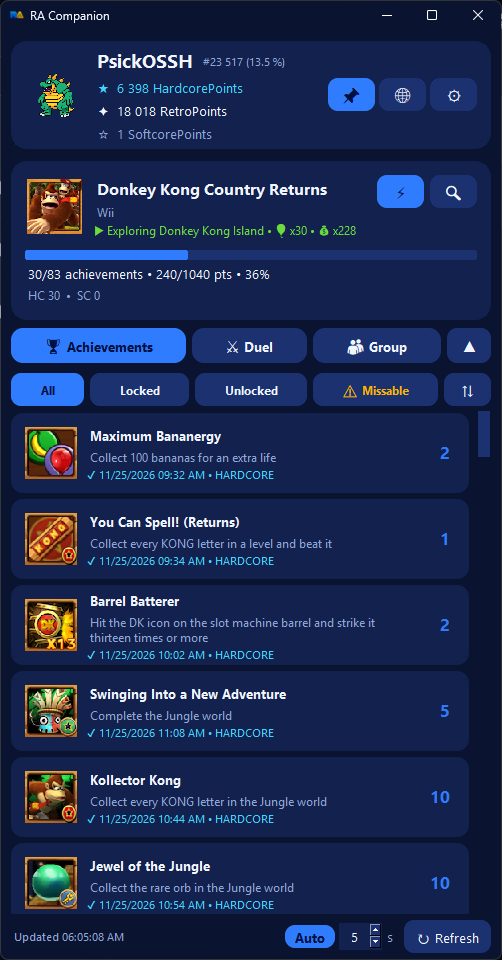 RA Companion
PsickOSSH #23 517 (13.5 %)
★ 6 398 HardcorePoints
✦ 18 018 RetroPoints
☆ 1 SoftcorePoints
Donkey Kong Country Returns
Wii
▶ Exploring Donkey Kong Island • 🎈 x30 • 💰 x228
30/83 achievements • 240/1040 pts • 36%
HC 30 • SC 0
🏆 Achievements ⚔ Duel 👥 Group ▲
All Locked Unlocked ⚠ Missable ↑↓
Maximum Bananergy
Collect 100 bananas for an extra life 2
✓ 11/25/2026 09:32 AM • HARDCORE
You Can Spell! (Returns)
Collect every KONG letter in a level and beat it 1
✓ 11/25/2026 09:34 AM • HARDCORE
KONG
Barrel Batterer
Hit the DK icon on the slot machine barrel and strike it 2
thirteen times or more
✓ 11/25/2026 10:02 AM • HARDCORE
DK
X13
Swinging Into a New Adventure
Complete the Jungle world 5
✓ 11/25/2026 11:08 AM • HARDCORE
Kollector Kong
Collect every KONG letter in the Jungle world 10
✓ 11/25/2026 10:44 AM • HARDCORE
Jewel of the Jungle
Collect the rare orb in the Jungle world 10
✓ 11/25/2026 10:54 AM • HARDCORE
Updated 06:05:08 AM Auto 5 s ↻ Refresh